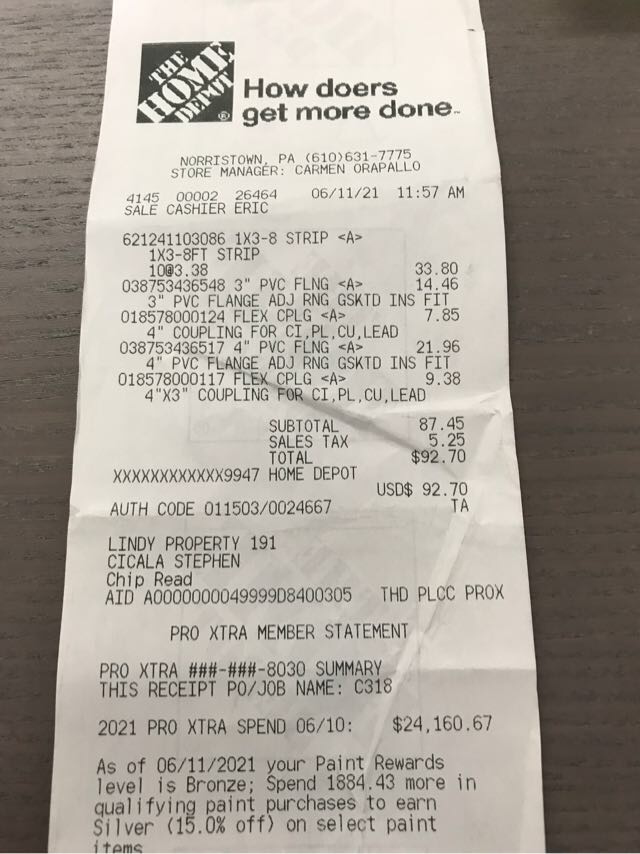 THE
HOME
DEPOT
®
How doers
get more done™
NORRISTOWN, PA (610)631-7775
STORE MANAGER: CARMEN ORAPALLO
4145 00002 26464 06/11/21 11:57 AM
SALE CASHIER ERIC
621241103086 1X3-8 STRIP <A>
1X3-8FT STRIP
10@3.38 33.80
038753436548 3" PVC FLNG <A> 14.46
3" PVC FLANGE ADJ RNG GSKTD INS FIT
018578000124 FLEX CPLG <A> 7.85
4" COUPLING FOR CI,PL,CU,LEAD
038753436517 4" PVC FLNG <A> 21.96
4" PVC FLANGE ADJ RNG GSKTD INS FIT
018578000117 FLEX CPLG <A> 9.38
4"X3" COUPLING FOR CI,PL,CU,LEAD
SUBTOTAL 87.45
SALES TAX 5.25
TOTAL $92.70
XXXXXXXXXXXX9947 HOME DEPOT
USD$ 92.70
AUTH CODE 011503/0024667 TA
LINDY PROPERTY 191
CICALA STEPHEN
Chip Read
AID A0000000049999D8400305 THD PLCC PROX
PRO XTRA MEMBER STATEMENT
PRO XTRA ###-###-8030 SUMMARY
THIS RECEIPT PO/JOB NAME: C318
2021 PRO XTRA SPEND 06/10: $24,160.67
As of 06/11/2021 your Paint Rewards
level is Bronze; Spend 1884.43 more in
qualifying paint purchases to earn
Silver (15.0% off) on select paint
items